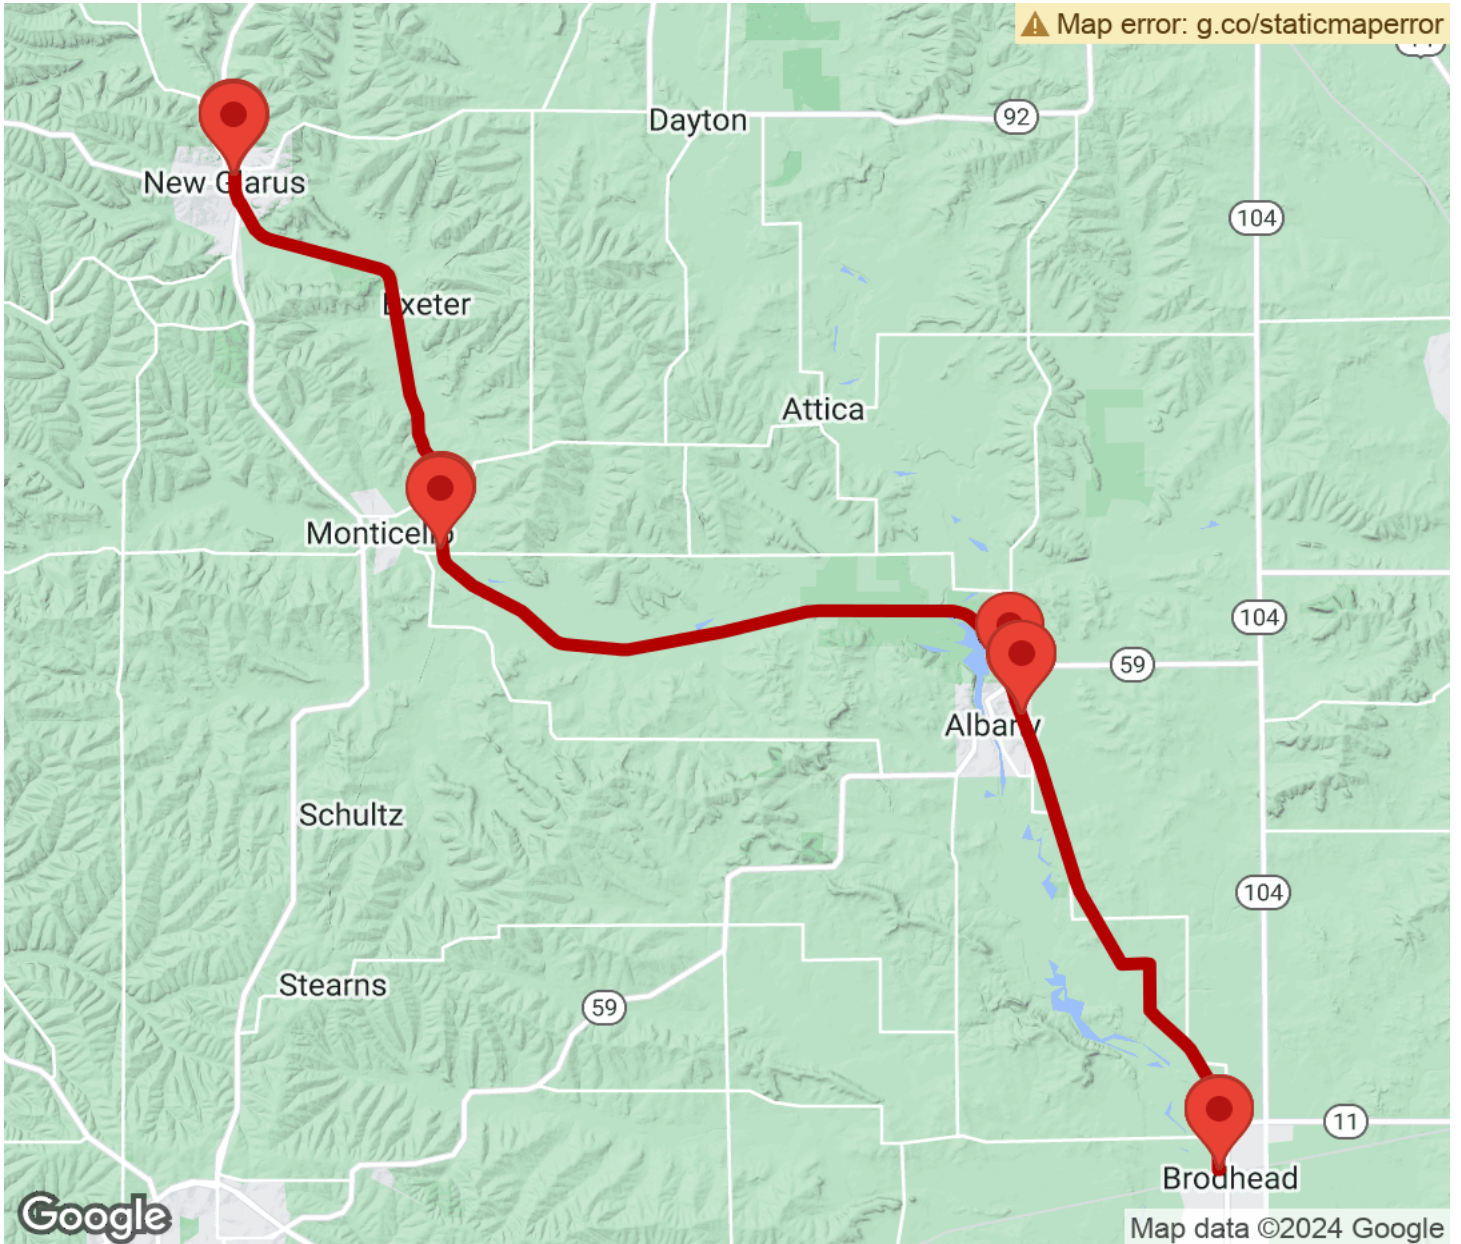 Map error: g.co/staticmaperror
Dayton
92
New Glarus
104
Exeter
Attica
Monticello
104
59
Albany
Schultz
104
Stearns
59
11
Brodhead
Google
Map data ©2024 Google